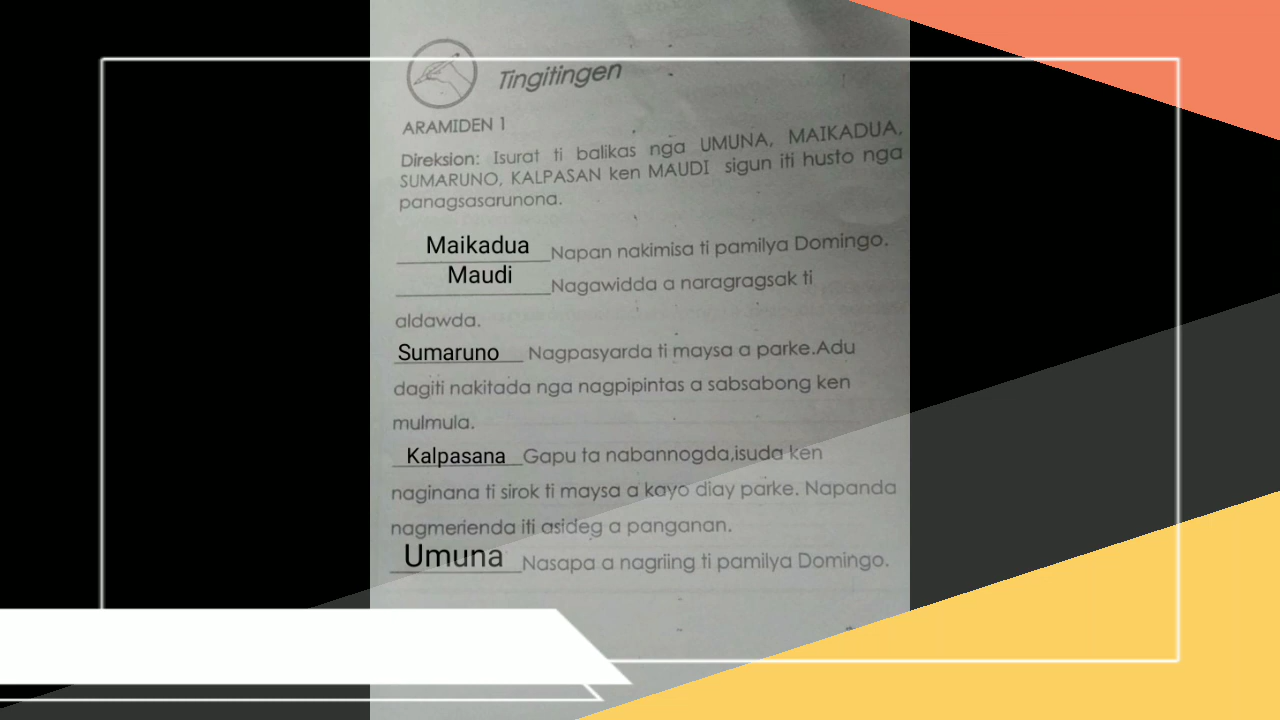 Tingitingen
ARAMIDEN 1
Direksion: Isurat ti balikas nga UMUNA, MAIKADUA,
SUMARUNO, KALPASAN ken MAUDI sigun iti husto nga
panagsasarunona.
Maikadua Napan nakimisa ti pamilya Domingo.
Maudi Nagawidda a naragragsak ti
aldawda.
Sumaruno Nagpasyarda ti maysa a parke.Adu
dagiti nakitada nga nagpipintas a sabsabong ken
mulmula.
Kalpasana Gapu ta nabannogda,isuda ken
naginana ti sirok ti maysa a kayo diay parke. Napanda
nagmerienda iti asideg a panganan.
Umuna Nasapa a nagriing ti pamilya Domingo.